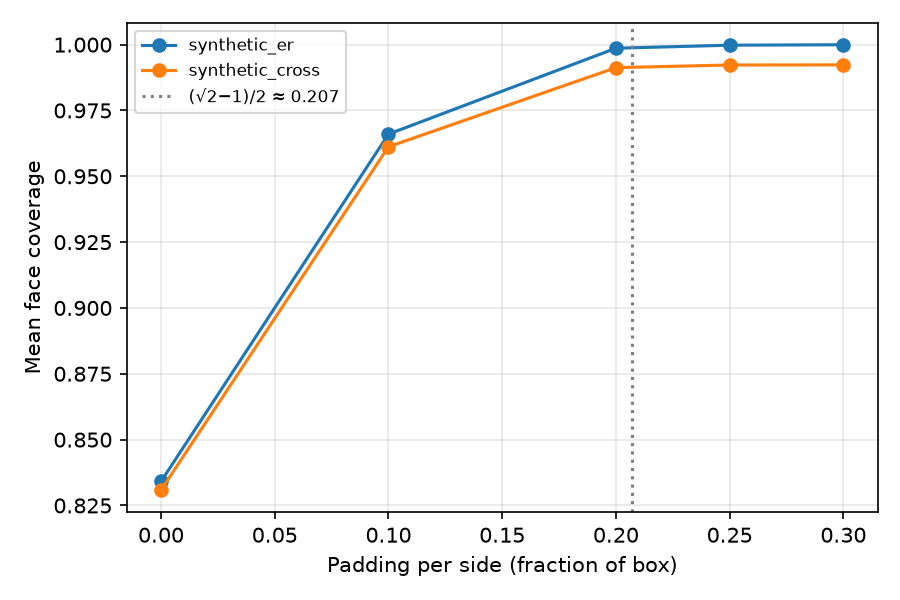 synthetic_er
synthetic_cross
(√2−1)/2 ≈ 0.207
1.000
0.975
0.950
0.925
0.900
0.875
0.850
0.825
Mean face coverage
0.00 0.05 0.10 0.15 0.20 0.25 0.30
Padding per side (fraction of box)